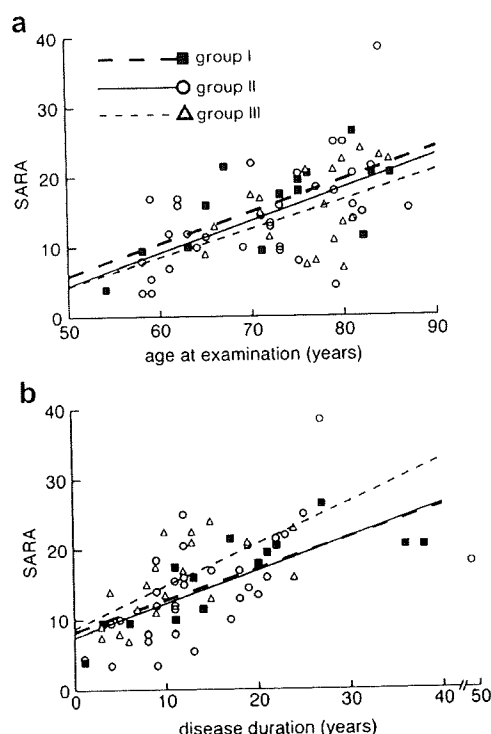 a
40
group I
group II
30
group III
SARA
20
10
0
50 60 70 80 90
age at examination (years)
b
40
30
SARA
20
10
0
0 10 20 30 40 50
disease duration (years)